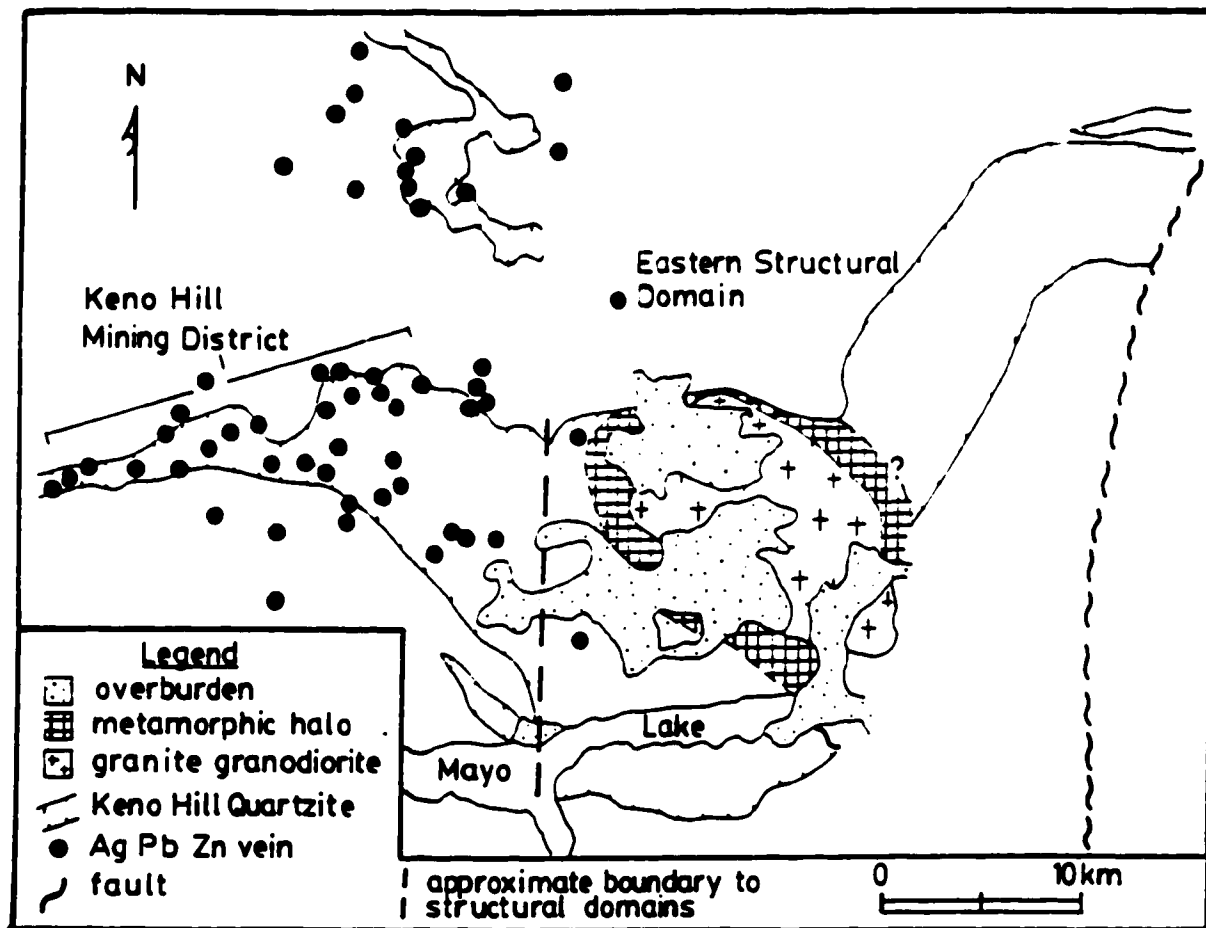 N
Eastern Structural
Domain
Keno Hill
Mining District
?
Lake
Mayo
Legend
overburden
metamorphic halo
granite granodiorite
Keno Hill Quartzite
Ag Pb Zn vein
fault
approximate boundary to
structural domains
0 10km